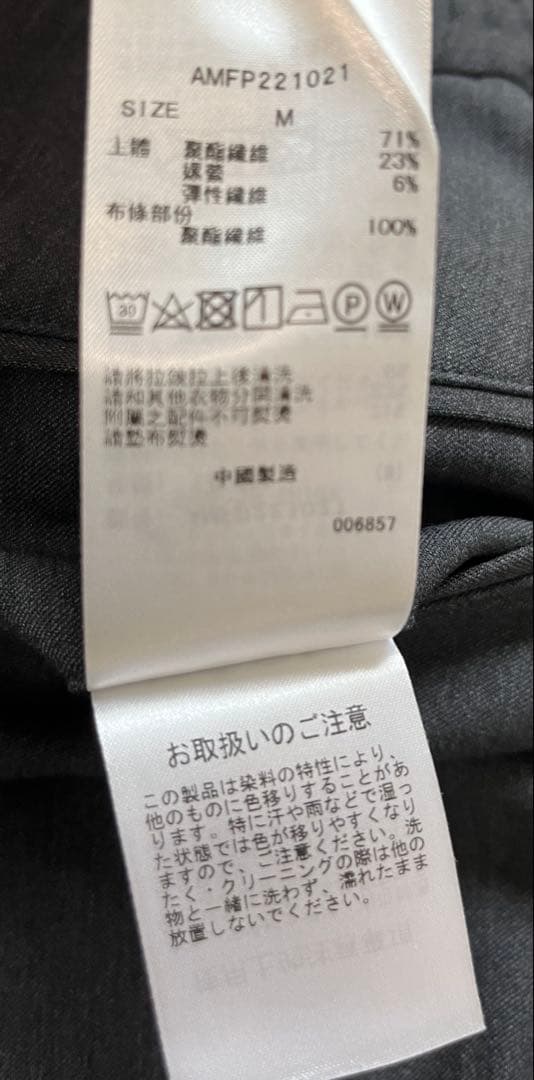 AMFP221021
SIZE M
上體 聚酯纖維 71%
嫘縈 23%
彈性纖維 6%
布條部份
聚酯纖維 100%
30
P W
請將拉鍊拉上後清洗
請和其他衣物分開清洗
附屬之配件不可熨燙
請墊布熨燙
中國製造
006857
お取扱いのご注意
この製品は染料の特性により、
他のものに色移りすることがあ
ります。特に汗や雨などで湿っ
た状態では色が移りやすくなり
ますので、ご注意ください。洗
たく・クリーニングの際は他の
物と一緒に洗わず、濡れたまま
放置しないでください。